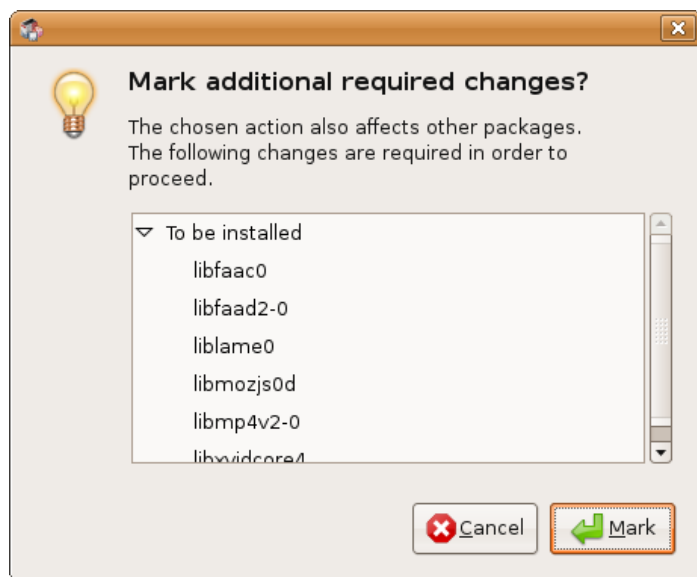 Mark additional required changes?
The chosen action also affects other packages.
The following changes are required in order to
proceed.
To be installed
libfaac0
libfaad2-0
liblame0
libmozjs0d
libmp4v2-0
libxvidcore4
Cancel
Mark